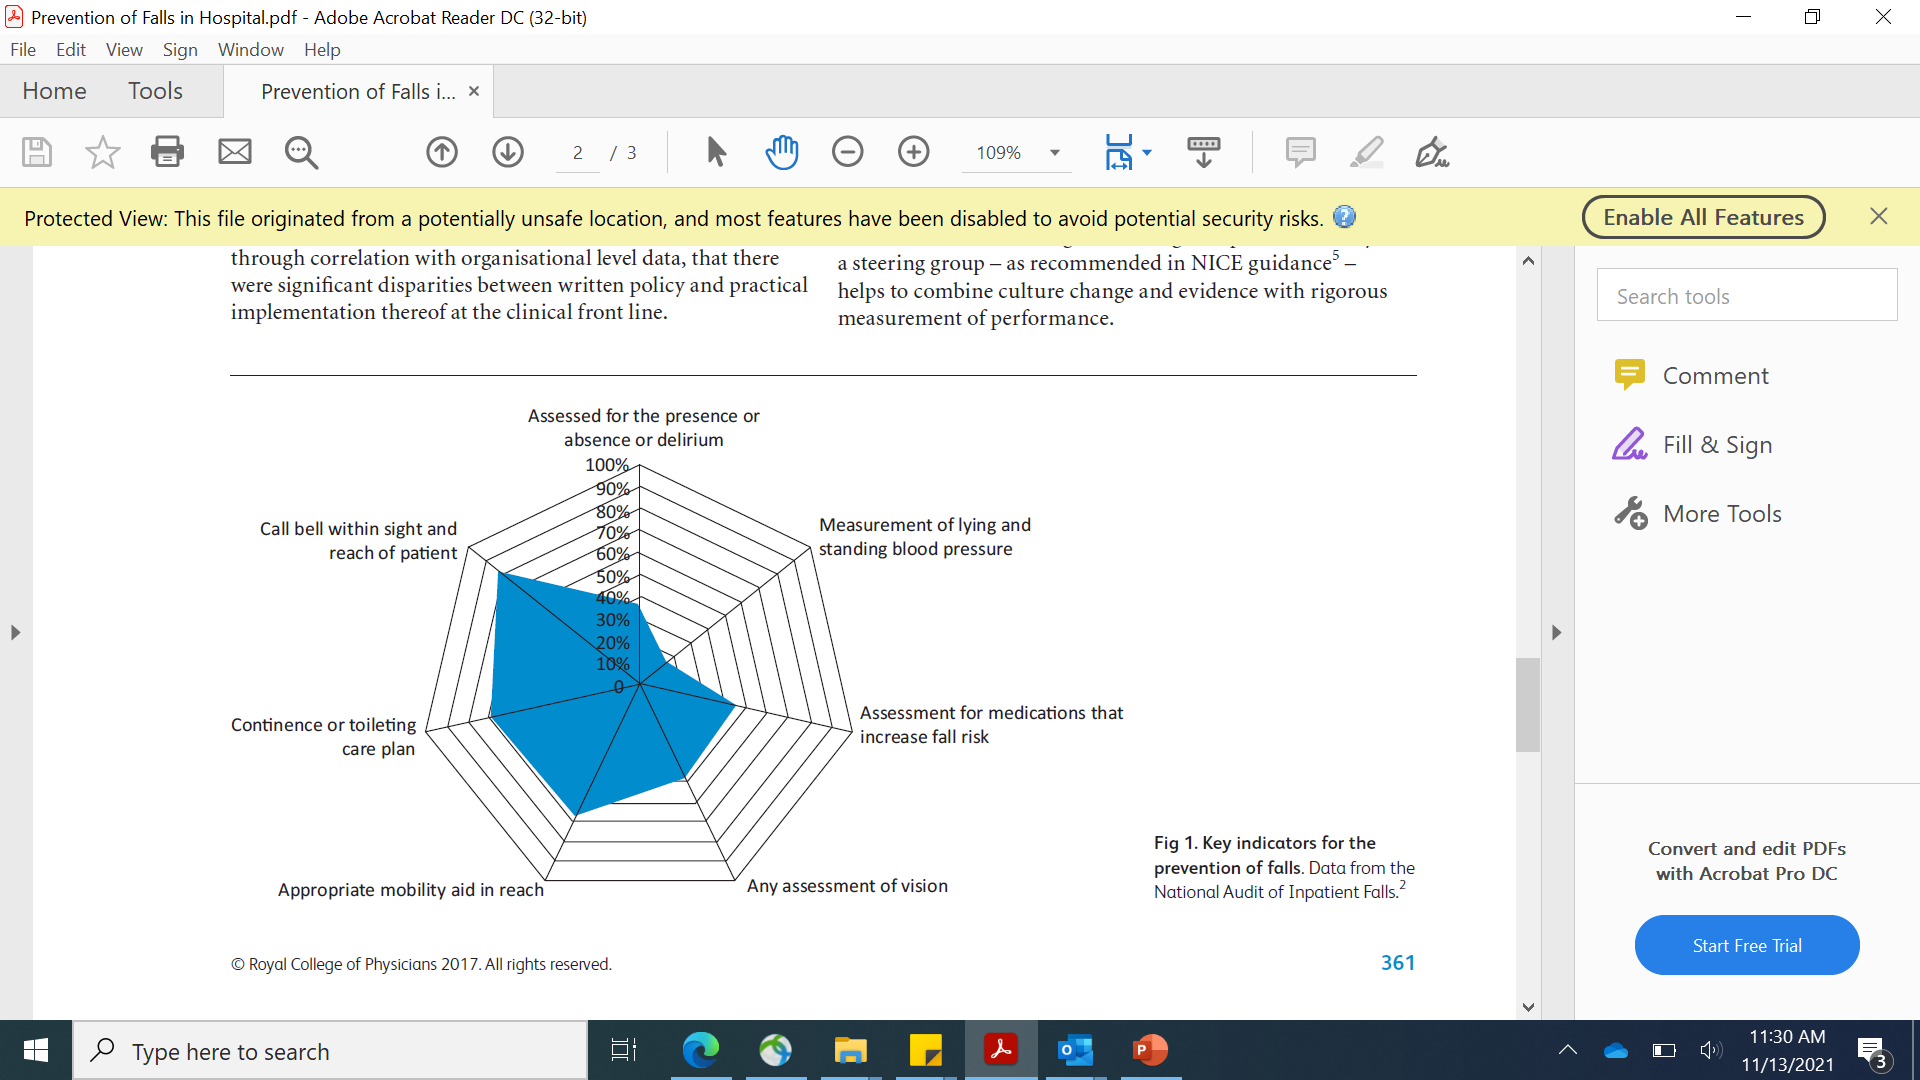 Prevention of Falls in Hospital.pdf - Adobe Acrobat Reader DC (32-bit)
File Edit View Sign Window Help
Home Tools Prevention of Falls i... ×
2 / 3 109%
Protected View: This file originated from a potentially unsafe location, and most features have been disabled to avoid potential security risks. ?
Enable All Features
through correlation with organisational level data, that there
were significant disparities between written policy and practical
implementation thereof at the clinical front line.
a steering group – as recommended in NICE guidance5 –
helps to combine culture change and evidence with rigorous
measurement of performance.
Assessed for the presence or
absence or delirium
100%
90%
80%
70%
60%
50%
40%
30%
20%
10%
0
Measurement of lying and
standing blood pressure
Assessment for medications that
increase fall risk
Any assessment of vision
Appropriate mobility aid in reach
Continence or toileting
care plan
Call bell within sight and
reach of patient
Fig 1. Key indicators for the
prevention of falls. Data from the
National Audit of Inpatient Falls.2
© Royal College of Physicians 2017. All rights reserved.
361
Search tools
Comment
Fill & Sign
More Tools
Convert and edit PDFs
with Acrobat Pro DC
Start Free Trial
Type here to search
11:30 AM
11/13/2021
3